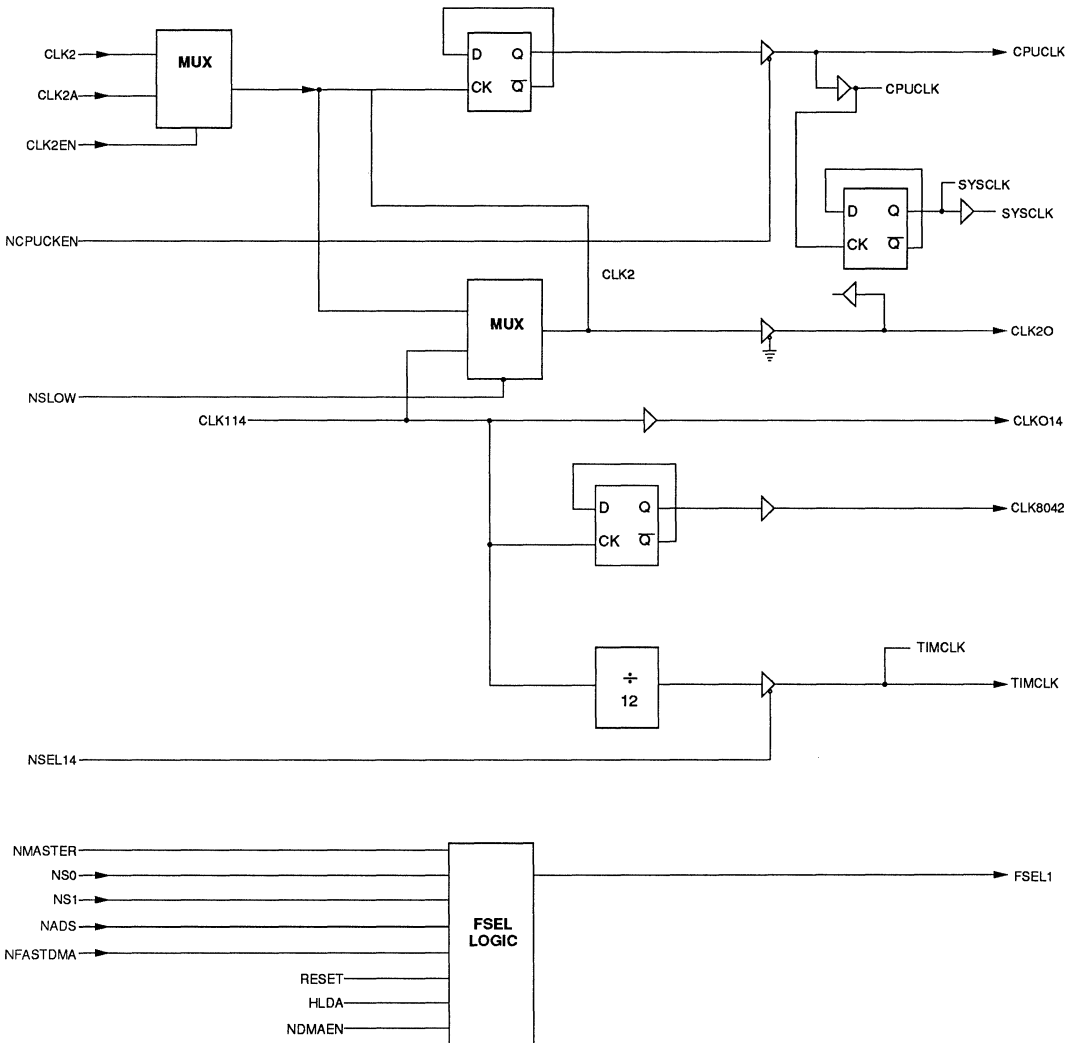 CLK2
CLK2A
CLK2EN
MUX
D Q
CK Q̅
CPUCLK
CPUCLK
SYSCLK
SYSCLK
D Q
CK Q̅
NCPUCKEN
CLK2
MUX
CLK2O
NSLOW
CLK114
CLKO14
D Q
CK Q̅
CLK8042
÷
12
TIMCLK
TIMCLK
NSEL14
NMASTER
NS0
NS1
NADS
NFASTDMA
RESET
HLDA
NDMAEN
FSEL
LOGIC
FSEL1